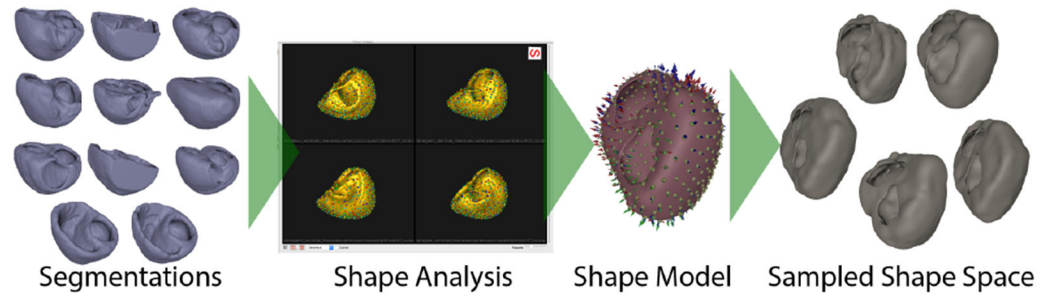 S
Segmentations
Shape Analysis
Shape Model
Sampled Shape Space